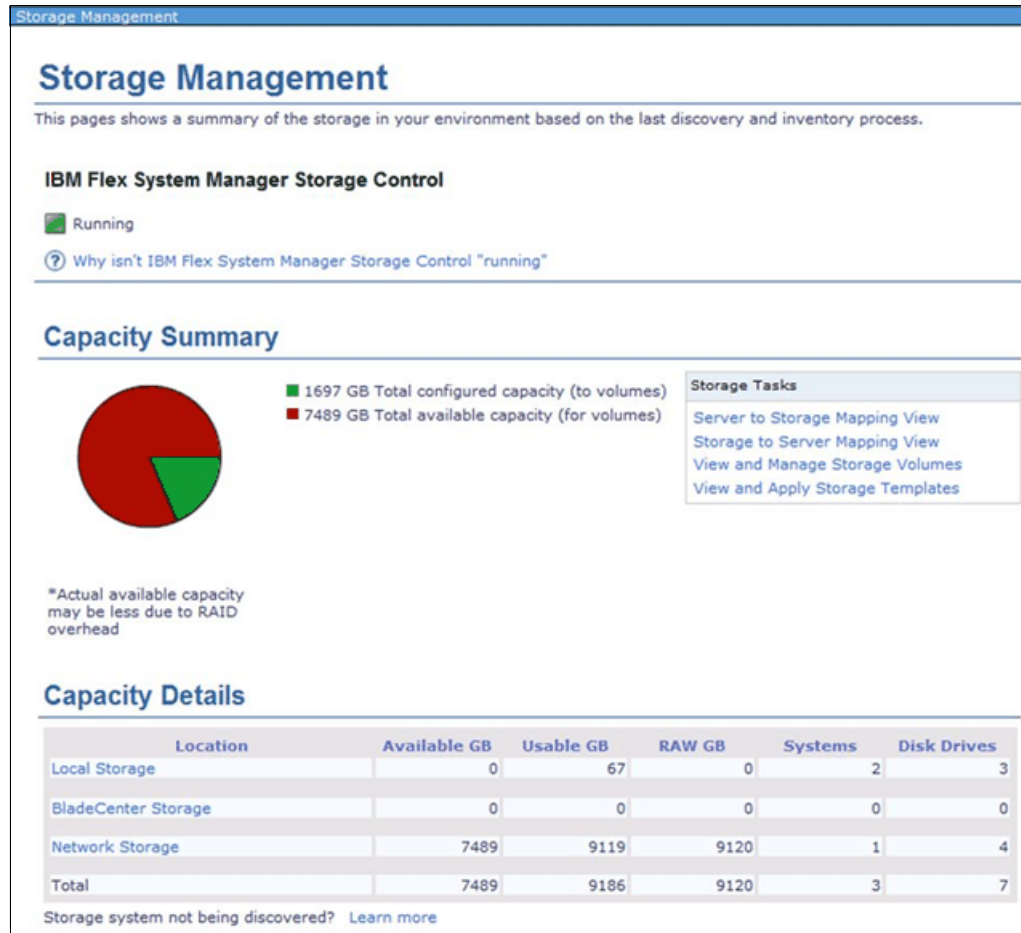 Storage Management
Storage Management
This pages shows a summary of the storage in your environment based on the last discovery and inventory process.
IBM Flex System Manager Storage Control
Running
? Why isn't IBM Flex System Manager Storage Control "running"
Capacity Summary
1697 GB Total configured capacity (to volumes)
7489 GB Total available capacity (for volumes)
Storage Tasks
Server to Storage Mapping View
Storage to Server Mapping View
View and Manage Storage Volumes
View and Apply Storage Templates
*Actual available capacity
may be less due to RAID
overhead
Capacity Details
Location Available GB Usable GB RAW GB Systems Disk Drives
Local Storage 0 67 0 2 3
BladeCenter Storage 0 0 0 0 0
Network Storage 7489 9119 9120 1 4
Total 7489 9186 9120 3 7
Storage system not being discovered? Learn more